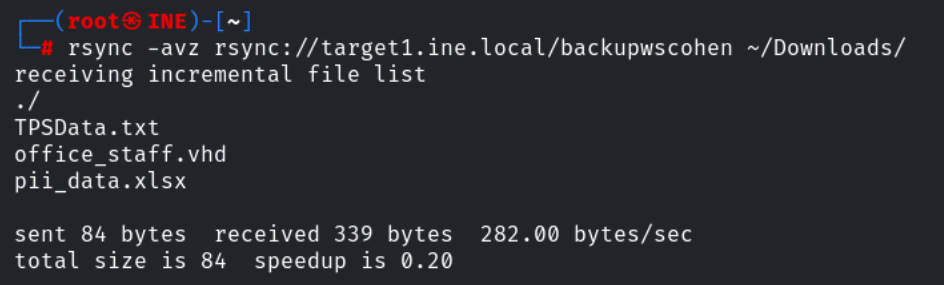 ┌──(root㉿INE)-[~]
└─# rsync -avz rsync://target1.ine.local/backupwscohen ~/Downloads/
receiving incremental file list
./
TPSData.txt
office_staff.vhd
pii_data.xlsx

sent 84 bytes  received 339 bytes  282.00 bytes/sec
total size is 84  speedup is 0.20